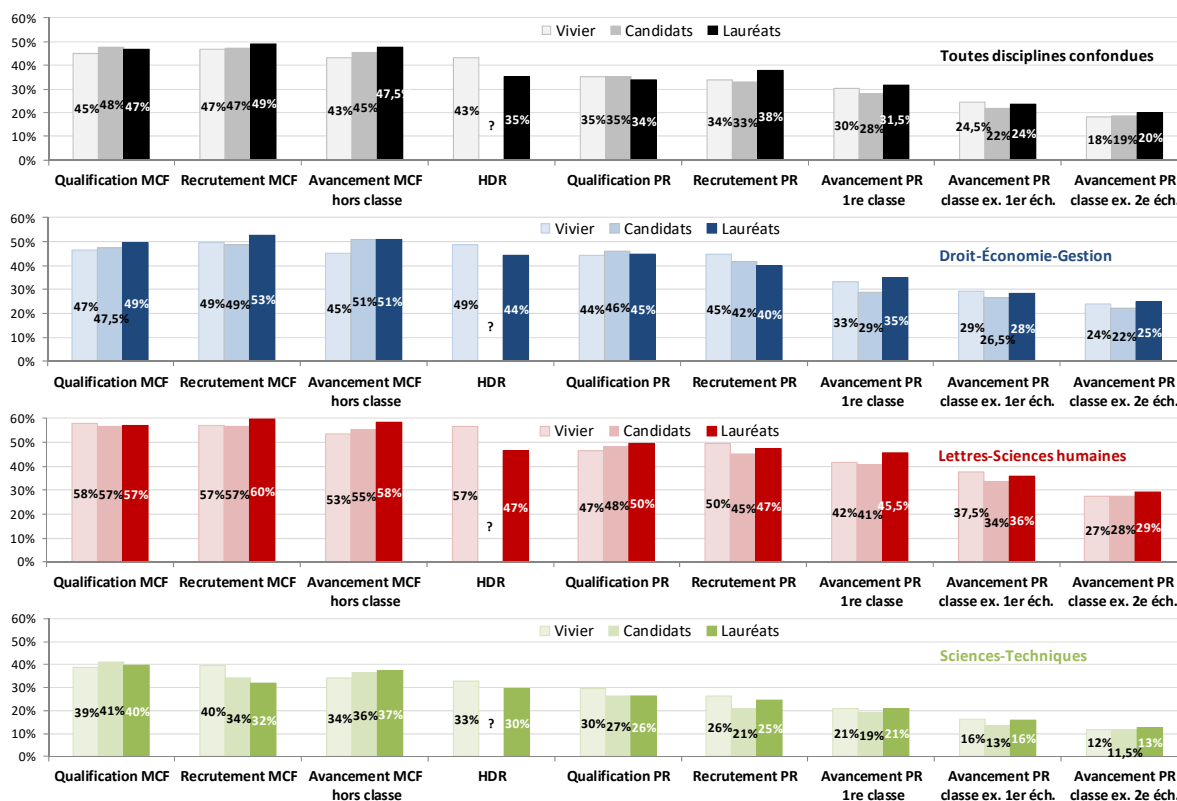 60%
50%
40%
30%
20%
10%
0%
Vivier Candidats Lauréats
Toutes disciplines confondues
45% 48% 47% 47% 47% 49% 43% 45% 47,5% 43% ? 35% 35% 35% 34% 34% 33% 38% 30% 28% 31,5% 24,5% 22% 24% 18% 19% 20%
Qualification MCF Recrutement MCF Avancement MCF HDR Qualification PR Recrutement PR Avancement PR Avancement PR Avancement PR
hors classe 1re classe classe ex. 1er éch. classe ex. 2e éch.
60%
50%
40%
30%
20%
10%
0%
Vivier Candidats Lauréats
Droit-Économie-Gestion
47% 47,5% 49% 49% 49% 53% 45% 51% 51% 49% ? 44% 44% 46% 45% 45% 42% 40% 33% 29% 35% 29% 26,5% 28% 24% 22% 25%
Qualification MCF Recrutement MCF Avancement MCF HDR Qualification PR Recrutement PR Avancement PR Avancement PR Avancement PR
hors classe 1re classe classe ex. 1er éch. classe ex. 2e éch.
60%
50%
40%
30%
20%
10%
0%
Vivier Candidats Lauréats
Lettres-Sciences humaines
58% 57% 57% 57% 57% 60% 53% 55% 58% 57% ? 47% 47% 48% 50% 50% 45% 47% 42% 41% 45,5% 37,5% 34% 36% 27% 28% 29%
Qualification MCF Recrutement MCF Avancement MCF HDR Qualification PR Recrutement PR Avancement PR Avancement PR Avancement PR
hors classe 1re classe classe ex. 1er éch. classe ex. 2e éch.
60%
50%
40%
30%
20%
10%
0%
Vivier Candidats Lauréats
Sciences-Techniques
39% 41% 40% 40% 34% 32% 34% 36% 37% 33% ? 30% 30% 27% 26% 26% 21% 25% 21% 19% 21% 16% 13% 16% 12% 11,5% 13%
Qualification MCF Recrutement MCF Avancement MCF HDR Qualification PR Recrutement PR Avancement PR Avancement PR Avancement PR
hors classe 1re classe classe ex. 1er éch. classe ex. 2e éch.